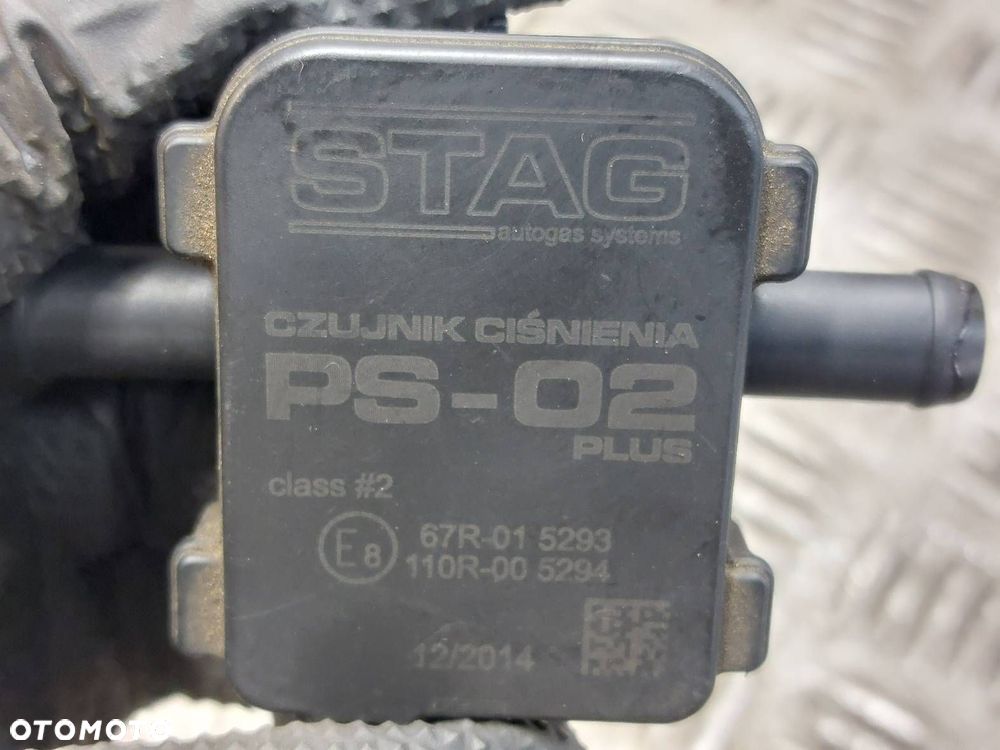 STAG
autogas systems
CZUJNIK CIŚNIENIA
PS-02
PLUS
class #2
E8
67R-01 5293
110R-00 5294
12/2014
OTOMOTO